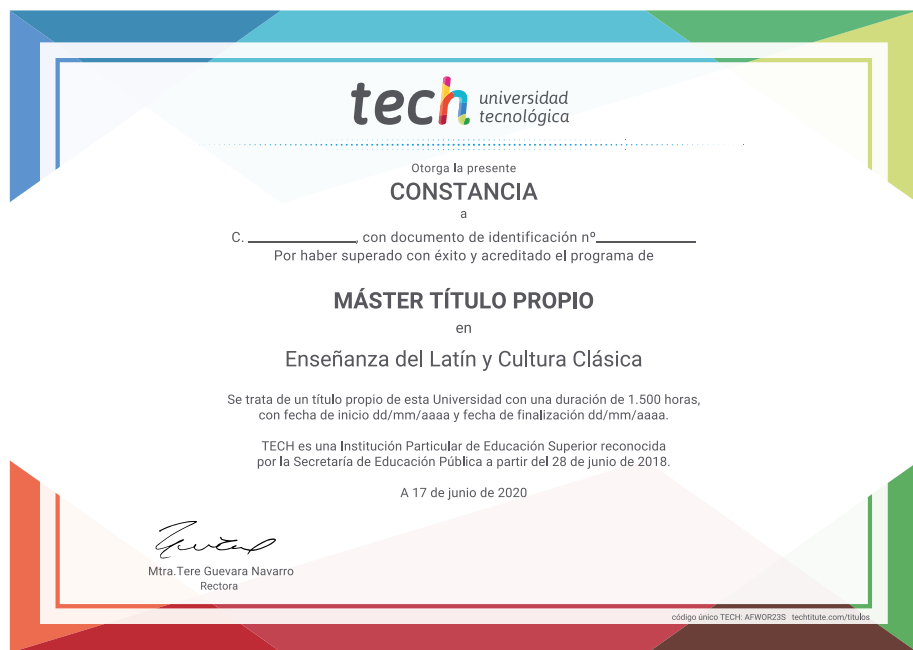 tech universidad
tecnológica
Otorga la presente
CONSTANCIA
a
C. ____________, con documento de identificación nº____________
Por haber superado con éxito y acreditado el programa de
MÁSTER TÍTULO PROPIO
en
Enseñanza del Latín y Cultura Clásica
Se trata de un título propio de esta Universidad con una duración de 1.500 horas,
con fecha de inicio dd/mm/aaaa y fecha de finalización dd/mm/aaaa.
TECH es una Institución Particular de Educación Superior reconocida
por la Secretaría de Educación Pública a partir del 28 de junio de 2018.
A 17 de junio de 2020
Mtra.Tere Guevara Navarro
Rectora
código único TECH: AFWOR23S techtitute.com/titulos